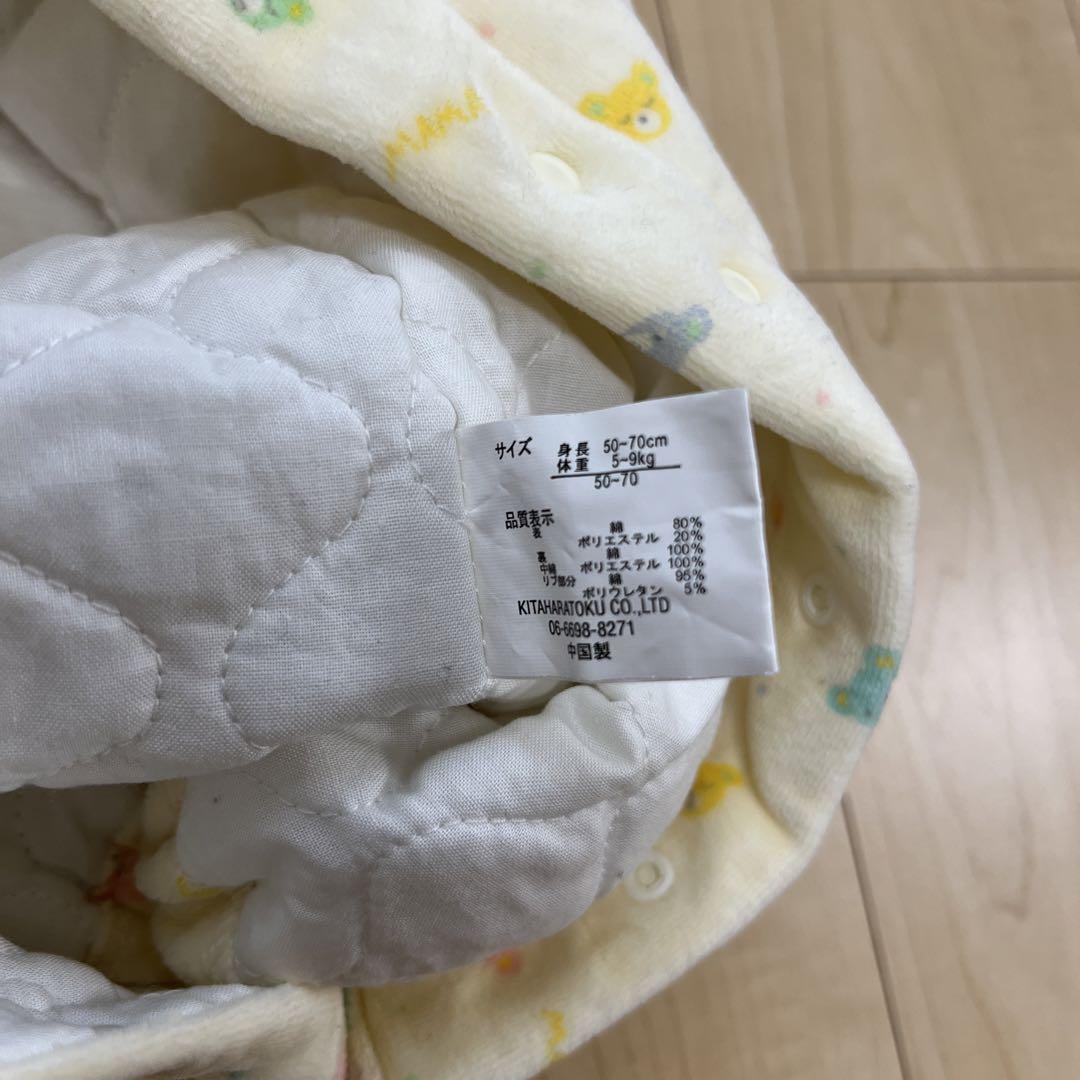 MAMA
サイズ 身長 50~70cm
体重 5~9kg
50~70
品質表示
表 綿 80%
ポリエステル 20%
裏 綿 100%
中綿 ポリエステル 100%
リブ部分 綿 95%
ポリウレタン 5%
KITAHARATOKU CO.,LTD
06-6698-8271
中国製